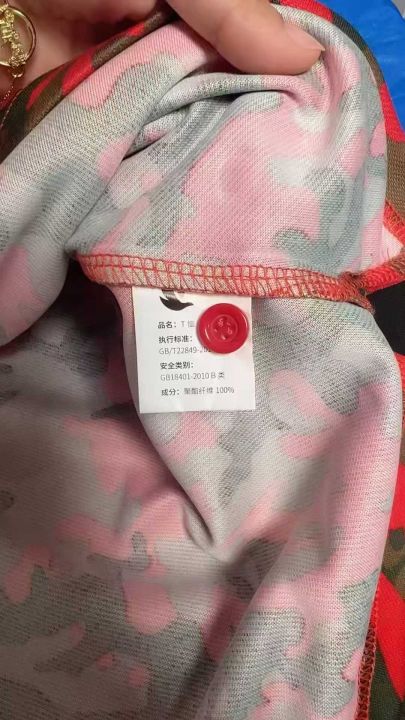 品名：T 恤
执行标准：
GB/T22849-20
安全类别：
GB18401-2010 B 类
成分：聚酯纤维 100%